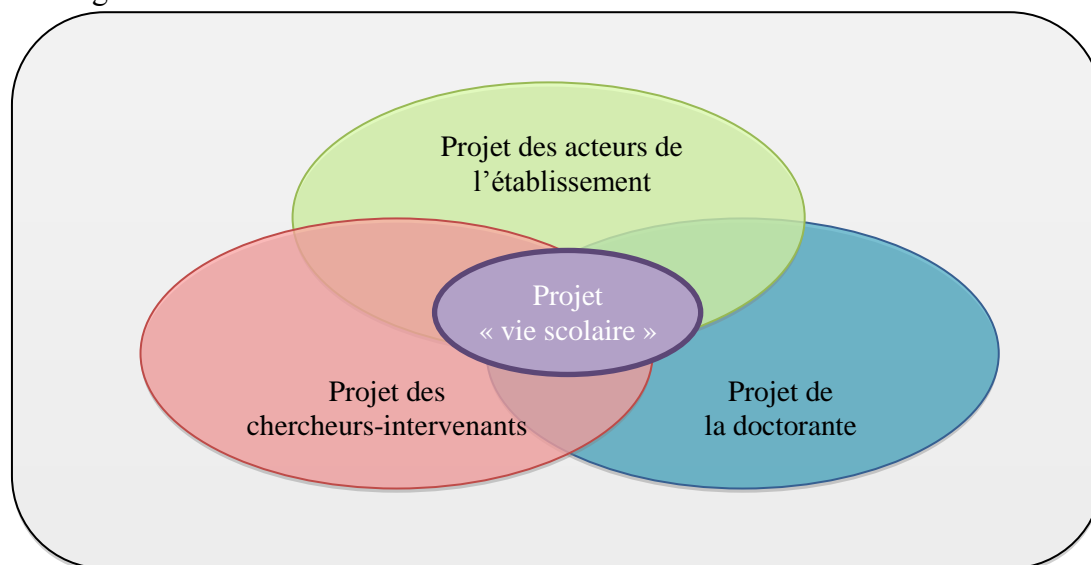 Projet des acteurs de
l’établissement
Projet
« vie scolaire »
Projet des
chercheurs-intervenants
Projet de
la doctorante